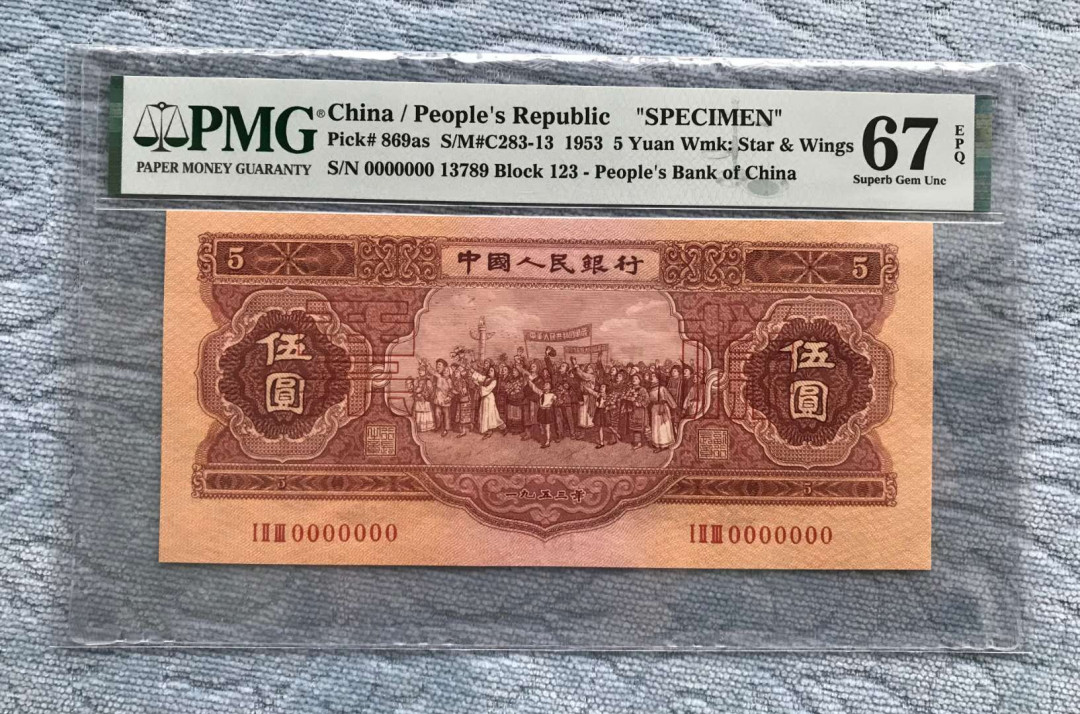 PMG® China / People's Republic "SPECIMEN"
PAPER MONEY GUARANTY
Pick# 869as S/M#C283-13 1953 5 Yuan Wmk: Star & Wings
S/N 0000000 13789 Block 123 - People's Bank of China
67 EPQ
Superb Gem Unc
5 中國人民銀行 5
票樣
伍圓 伍圓
5 一九五三年 5
I II III 0000000 I II III 0000000